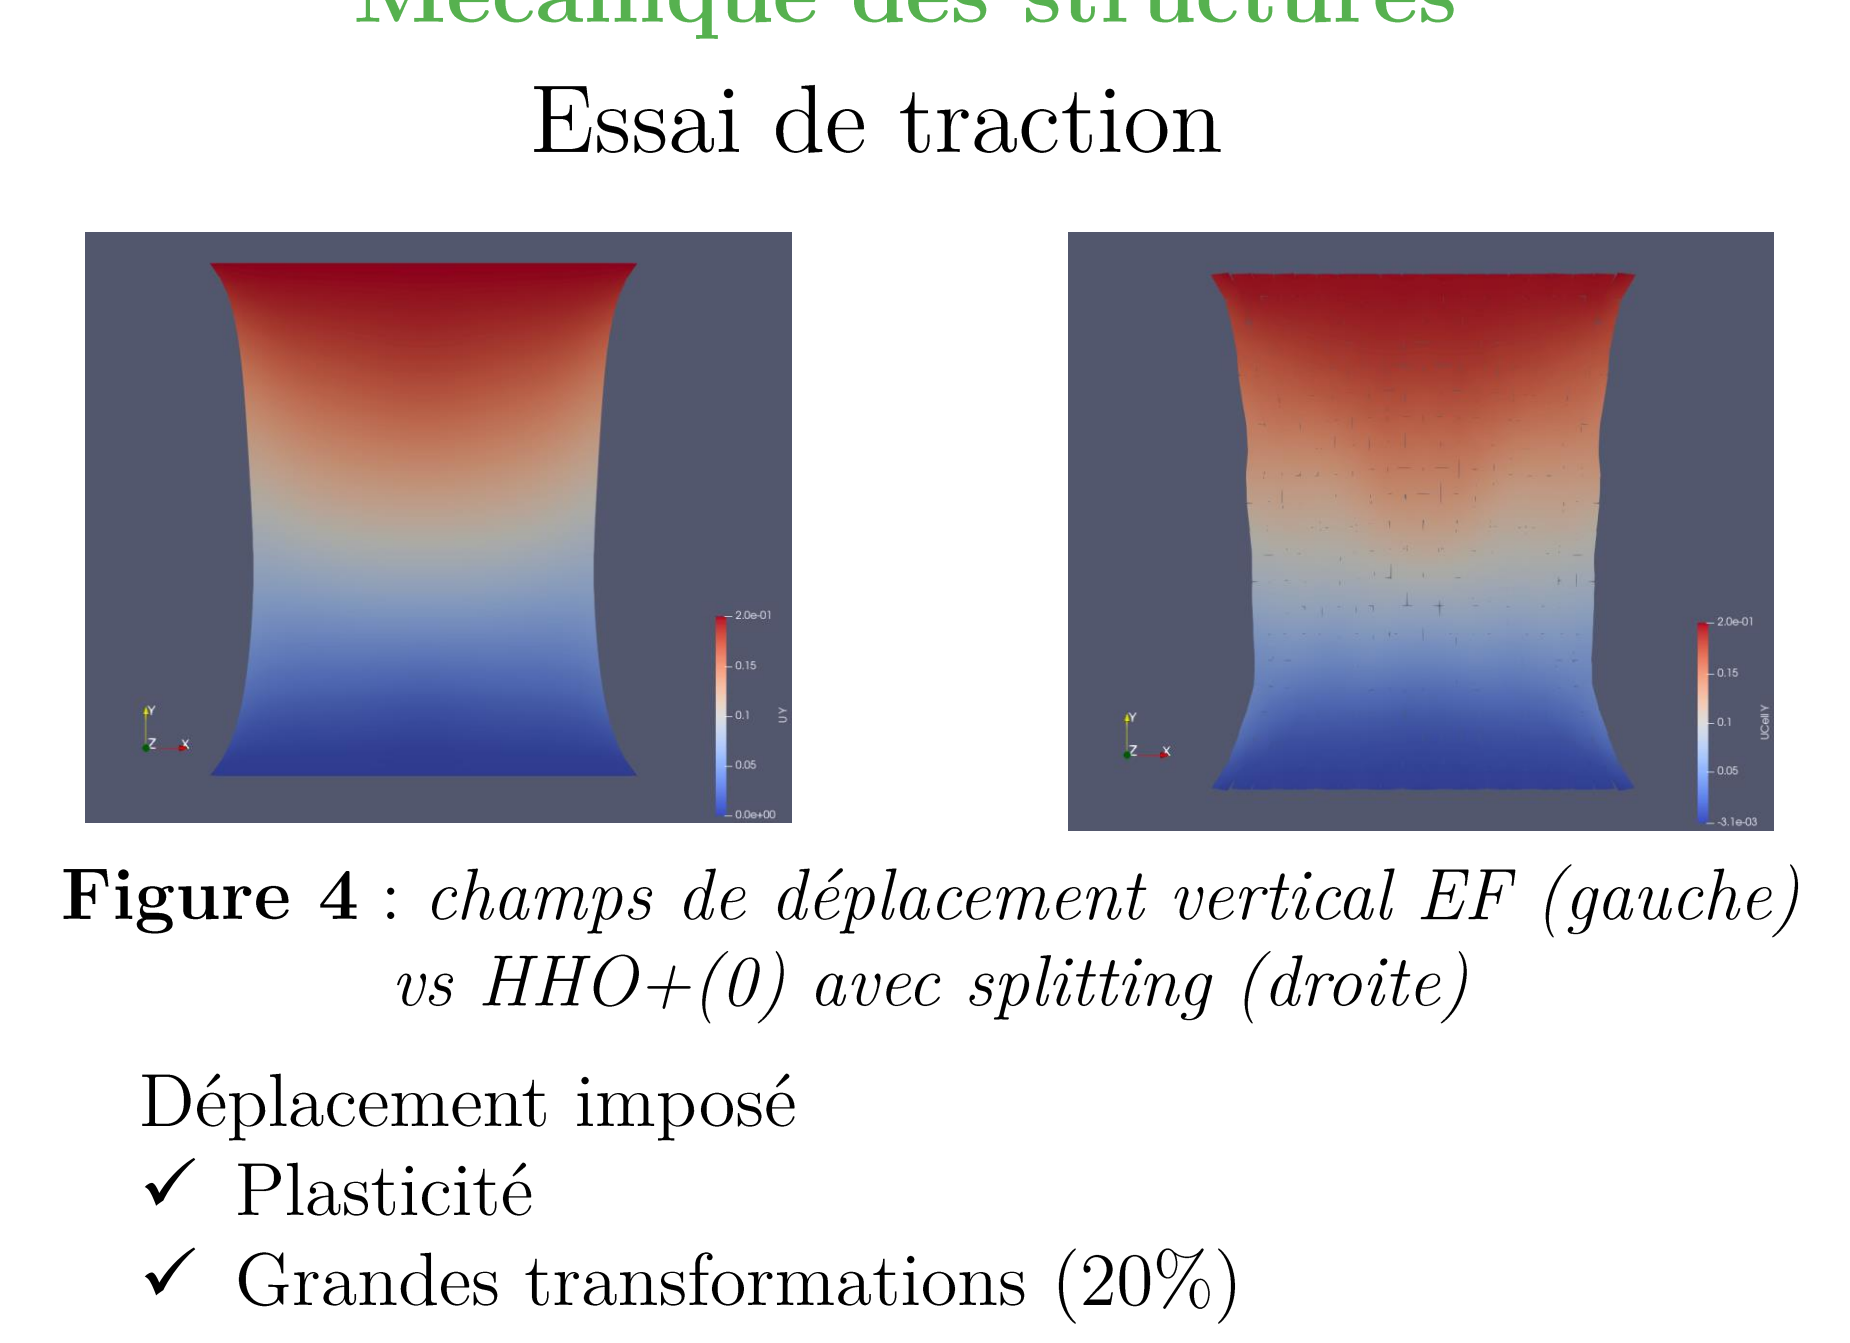 Mécanique des structures
Essai de traction
2.0e-01
0.15
0.1
0.05
0.0e+00
UY
Y
Z
X
2.0e-01
0.15
0.1
0.05
-3.1e-03
UCell Y
Y
Z
X
Figure 4 : champs de déplacement vertical EF (gauche)
vs HHO+(0) avec splitting (droite)
Déplacement imposé
✓ Plasticité
✓ Grandes transformations (20%)